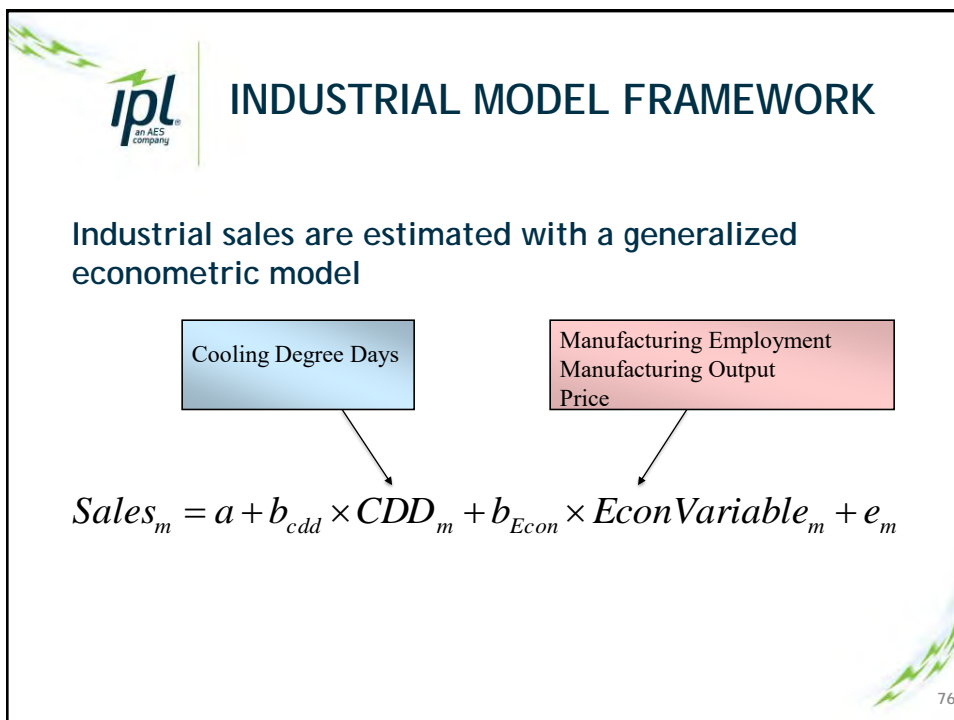 ipl
an AES
company
INDUSTRIAL MODEL FRAMEWORK
Industrial sales are estimated with a generalized
econometric model
Cooling Degree Days
Manufacturing Employment
Manufacturing Output
Price
Sales_m = a + b_cdd × CDD_m + b_Econ × EconVariable_m + e_m
76